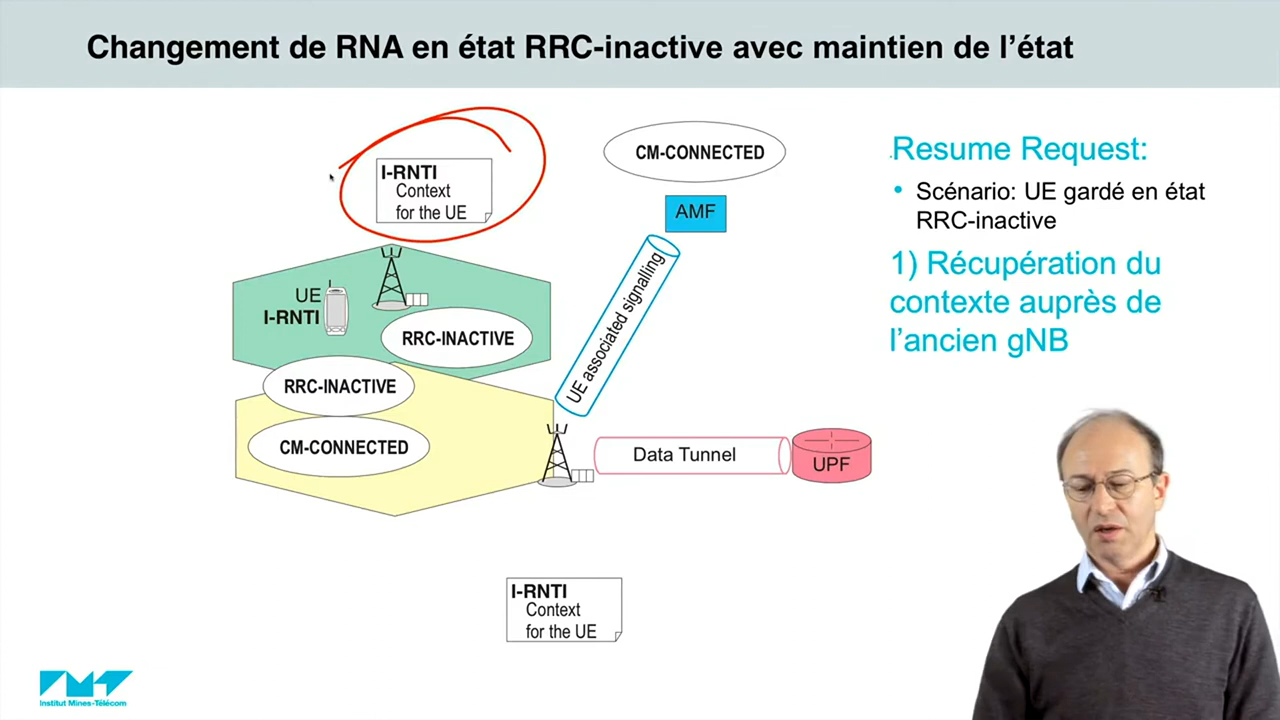 Changement de RNA en état RRC-inactive avec maintien de l'état
I-RNTI
Context
for the UE
CM-CONNECTED
AMF
Resume Request:
• Scénario: UE gardé en état
RRC-inactive
1) Récupération du
contexte auprès de
l'ancien gNB
UE
I-RNTI
RRC-INACTIVE
UE associated signalling
RRC-INACTIVE
CM-CONNECTED
Data Tunnel
UPF
I-RNTI
Context
for the UE
Institut Mines-Télécom